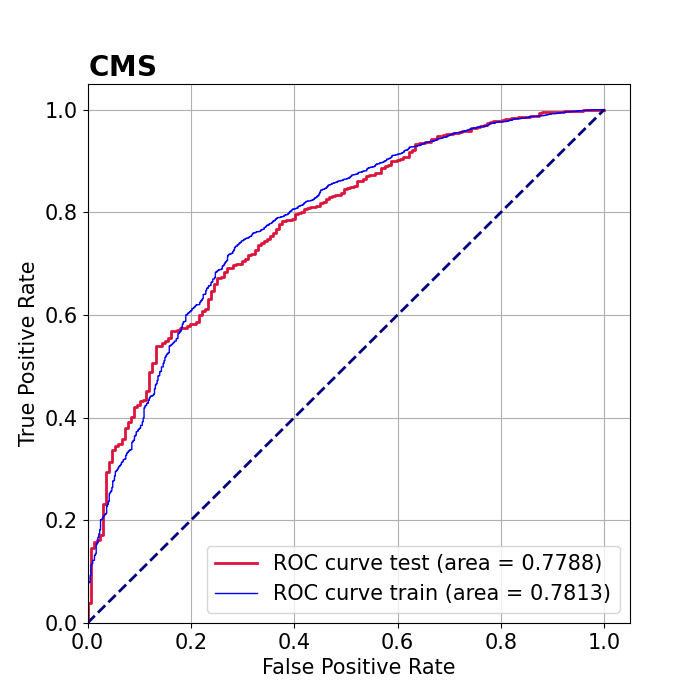 CMS
True Positive Rate
1.0
0.8
0.6
0.4
0.2
0.0
ROC curve test (area = 0.7788)
ROC curve train (area = 0.7813)
0.0 0.2 0.4 0.6 0.8 1.0
False Positive Rate